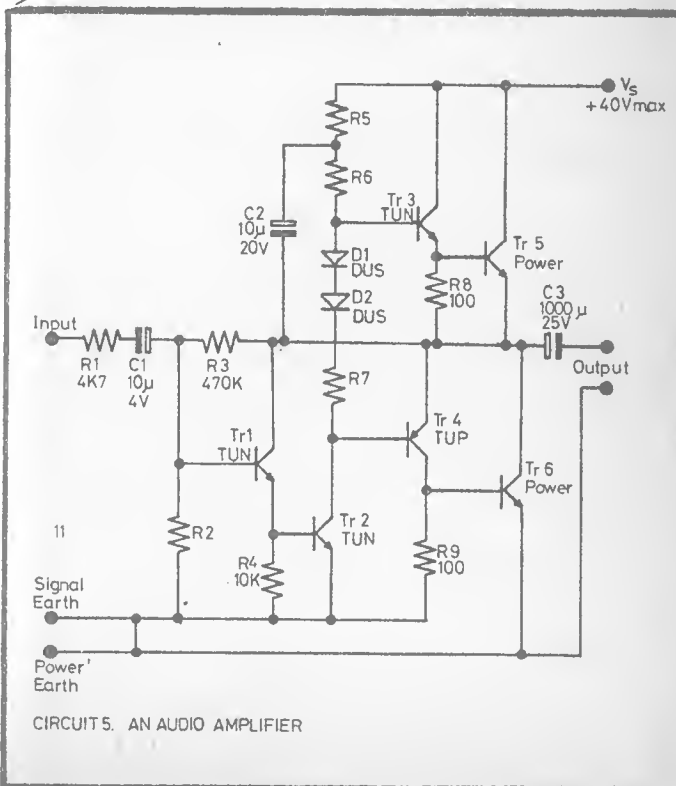 Vs
+40Vmax
R5
R6
C2
10μ
20V
Tr 3
TUN
D1
DUS
Tr 5
Power
D2
DUS
R8
100
C3
1000 μ
25V
Input
R1
4K7
C1
10μ
4V
R3
470K
Output
R7
Tr 4
TUP
Tr1
TUN
Tr 6
Power
11
R2
Tr 2
TUN
R4
10K
R9
100
Signal
Earth
Power'
Earth
CIRCUIT 5. AN AUDIO AMPLIFIER